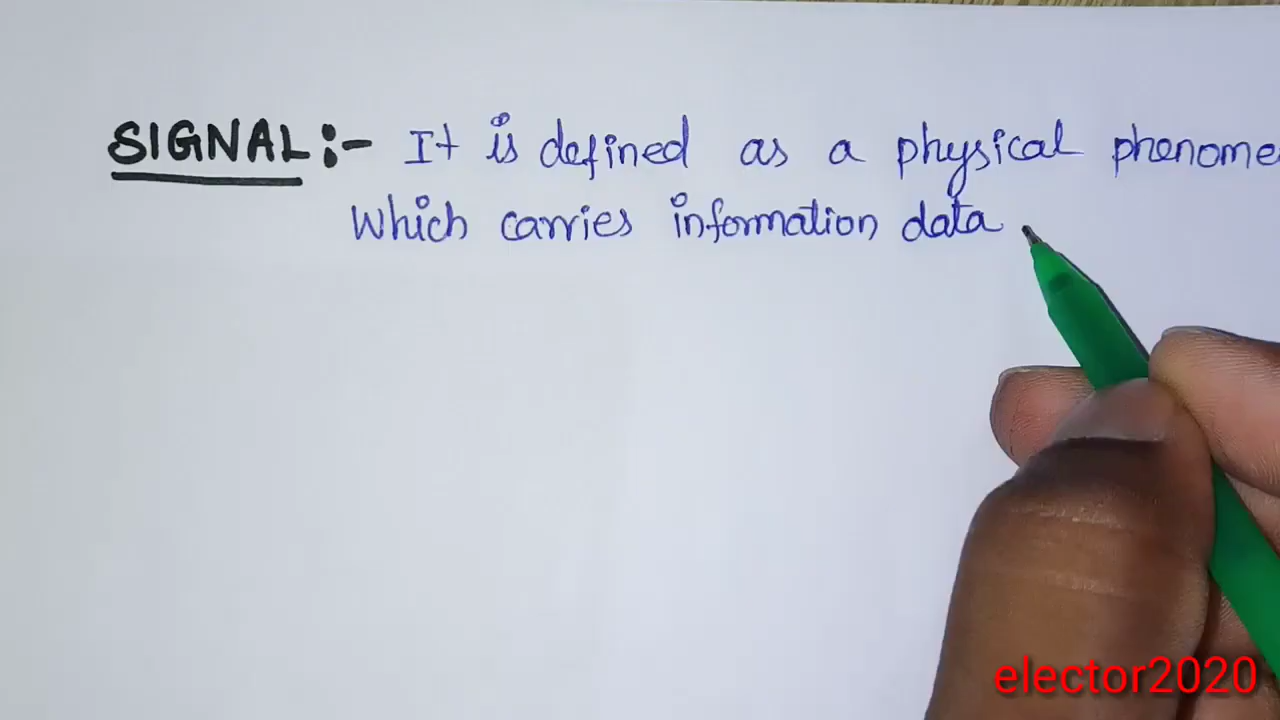 SIGNAL:- It is defined as a physical phenome
Which carries information data
elector2020